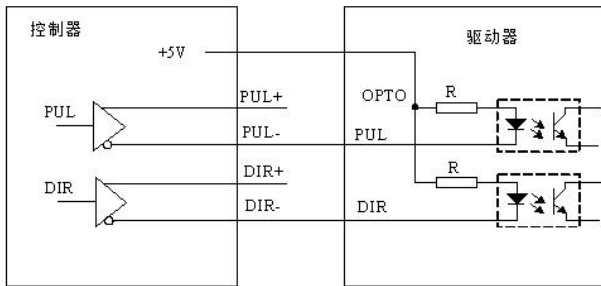 控制器
驱动器
+5V
PUL
PUL+
PUL-
DIR
DIR+
DIR-
OPTO
R
PUL
R
DIR